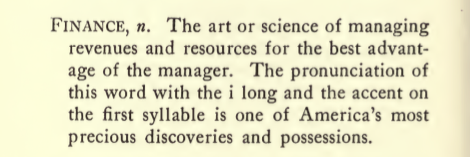 FINANCE, n. The art or science of managing
revenues and resources for the best advant-
age of the manager. The pronunciation of
this word with the i long and the accent on
the first syllable is one of America's most
precious discoveries and possessions.